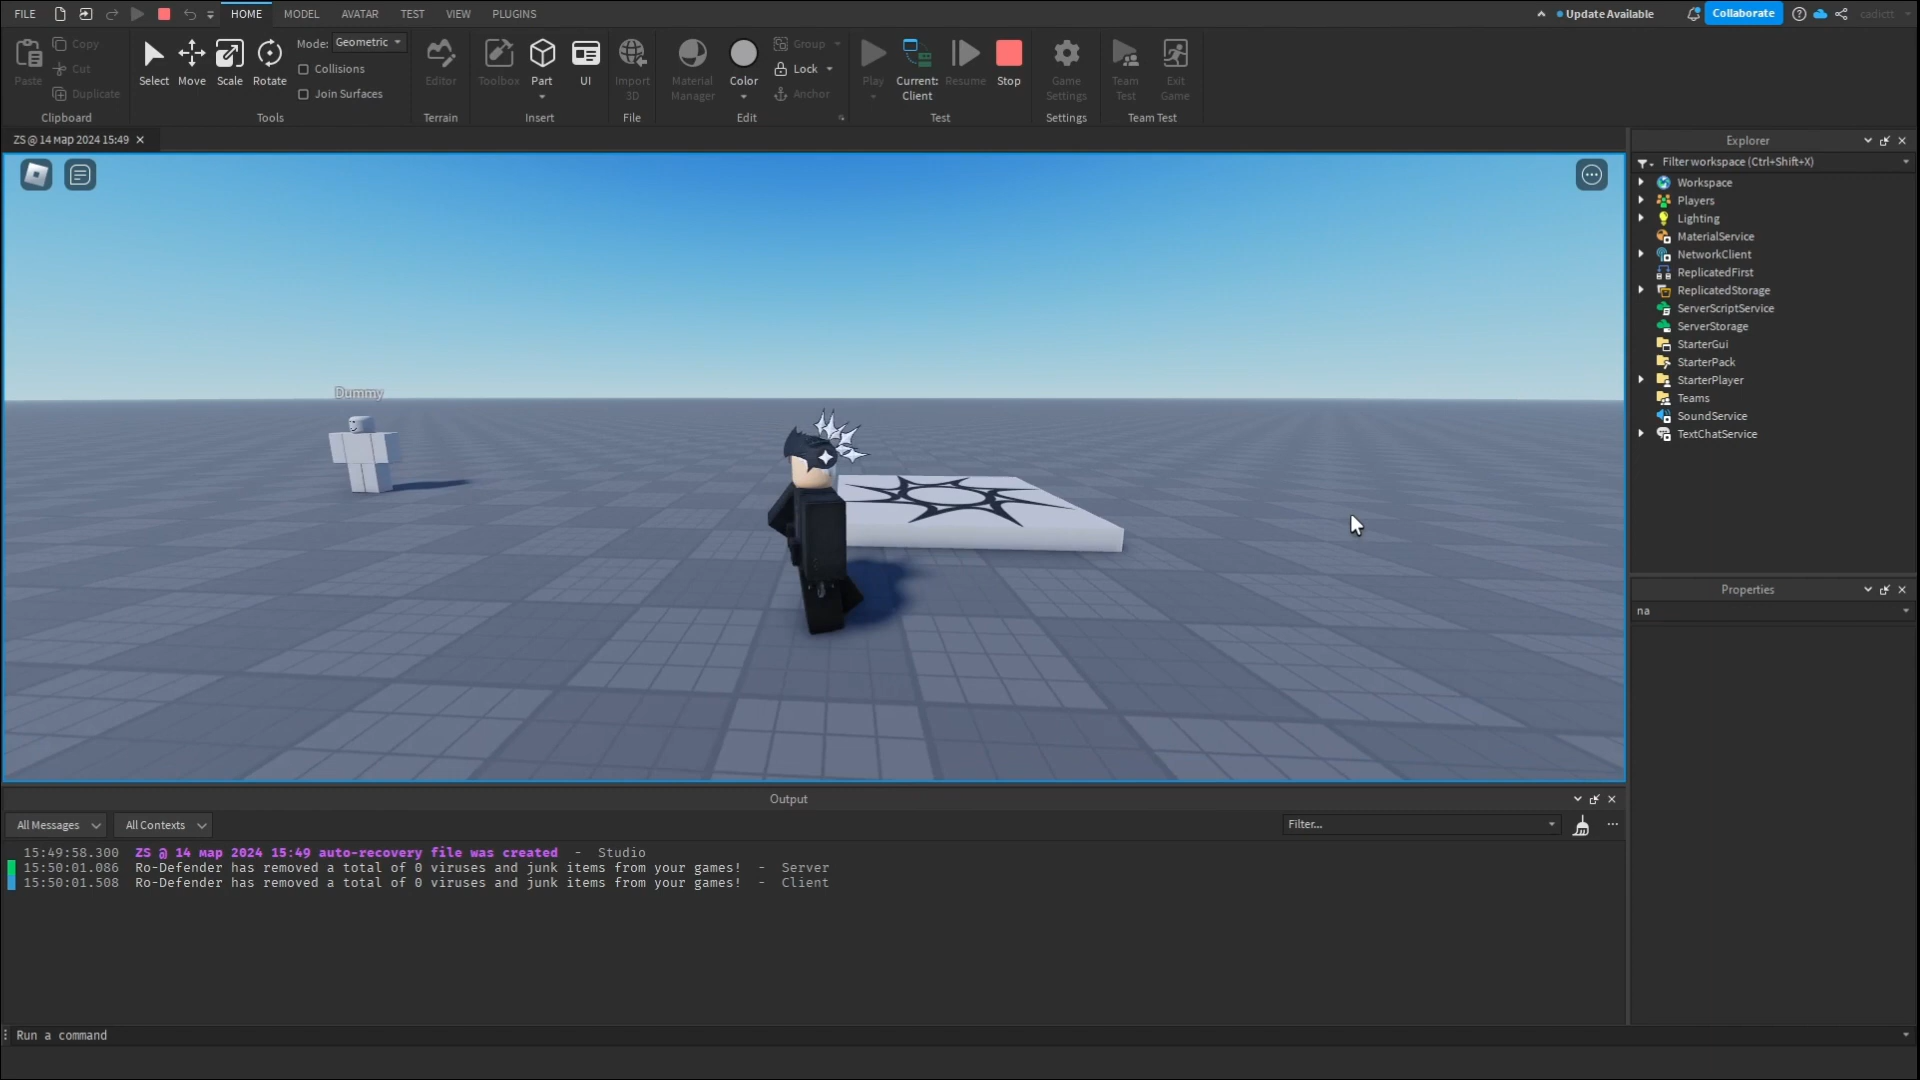 FILE HOME MODEL AVATAR TEST VIEW PLUGINS Update Available Collaborate cadictt
Paste
Copy
Cut
Duplicate
Clipboard
Select Move Scale Rotate
Mode: Geometric
Collisions
Join Surfaces
Tools
Editor
Terrain
Toolbox Part UI
Insert
Import
3D
File
Material
Manager
Color
Group
Lock
Anchor
Edit
Play
Current:
Client
Resume
Stop
Test
Game
Settings
Settings
Team
Test
Exit
Game
Team Test
ZS @ 14 мар 2024 15:49
Dummy
Explorer
Filter workspace (Ctrl+Shift+X)
Workspace
Players
Lighting
MaterialService
NetworkClient
ReplicatedFirst
ReplicatedStorage
ServerScriptService
ServerStorage
StarterGui
StarterPack
StarterPlayer
Teams
SoundService
TextChatService
Properties
na
Output
All Messages All Contexts Filter...
15:49:58.300 ZS @ 14 мар 2024 15:49 auto-recovery file was created - Studio
15:50:01.086 Ro-Defender has removed a total of 0 viruses and junk items from your games! - Server
15:50:01.508 Ro-Defender has removed a total of 0 viruses and junk items from your games! - Client
Run a command